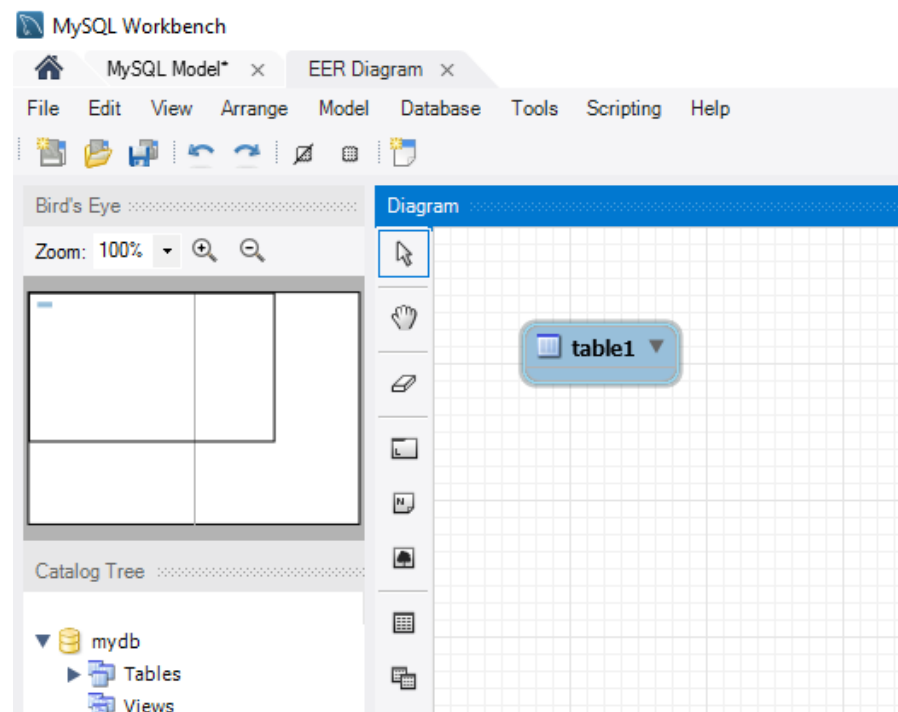 MySQL Workbench
MySQL Model* × EER Diagram ×
File Edit View Arrange Model Database Tools Scripting Help
Bird's Eye
Diagram
Zoom: 100%
table1
Catalog Tree
mydb
Tables
Views